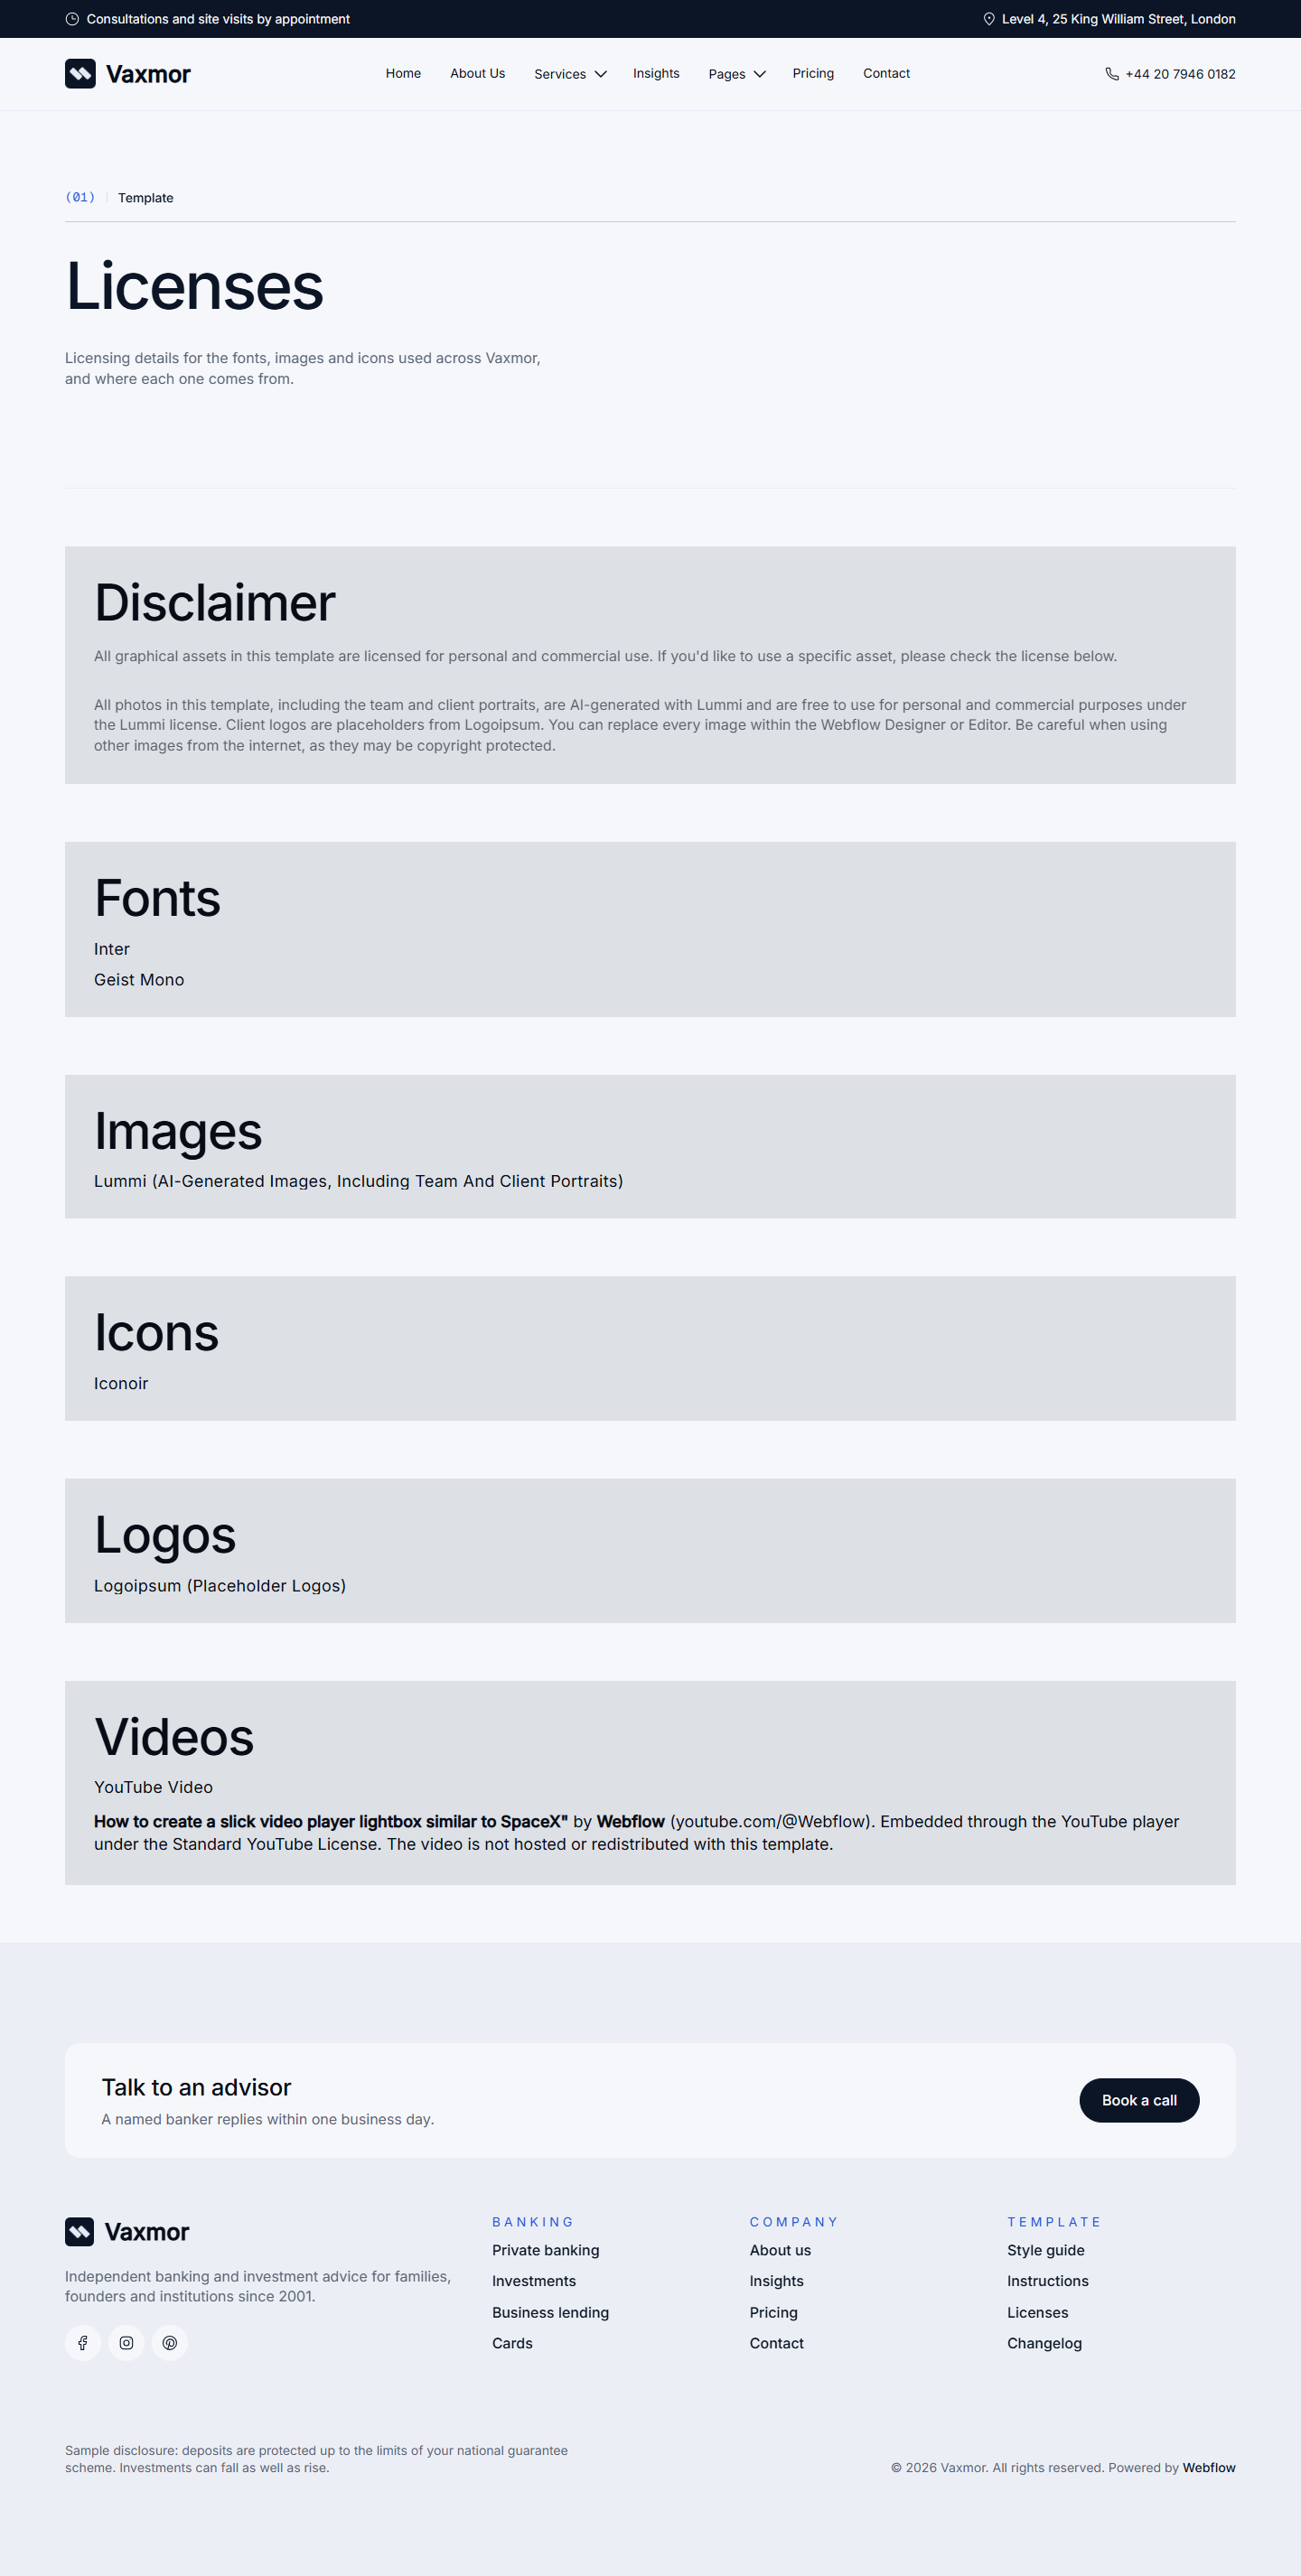 Consultations and site visits by appointment
Level 4, 25 King William Street, London
Vaxmor
Home
About Us
Services
Insights
Pages
Pricing
Contact
+44 20 7946 0182
(01)
Template
Licenses
Licensing details for the fonts, images and icons used across Vaxmor,
and where each one comes from.
Disclaimer
All graphical assets in this template are licensed for personal and commercial use. If you'd like to use a specific asset, please check the license below.
All photos in this template, including the team and client portraits, are AI-generated with Lummi and are free to use for personal and commercial purposes under
the Lummi license. Client logos are placeholders from Logoipsum. You can replace every image within the Webflow Designer or Editor. Be careful when using
other images from the internet, as they may be copyright protected.
Fonts
Inter
Geist Mono
Images
Lummi (AI-Generated Images, Including Team And Client Portraits)
Icons
Iconoir
Logos
Logoipsum (Placeholder Logos)
Videos
YouTube Video
How to create a slick video player lightbox similar to SpaceX" by Webflow (youtube.com/@Webflow). Embedded through the YouTube player
under the Standard YouTube License. The video is not hosted or redistributed with this template.
Talk to an advisor
A named banker replies within one business day.
Book a call
Vaxmor
Independent banking and investment advice for families,
founders and institutions since 2001.
BANKING
Private banking
Investments
Business lending
Cards
COMPANY
About us
Insights
Pricing
Contact
TEMPLATE
Style guide
Instructions
Licenses
Changelog
Sample disclosure: deposits are protected up to the limits of your national guarantee
scheme. Investments can fall as well as rise.
© 2026 Vaxmor. All rights reserved. Powered by Webflow